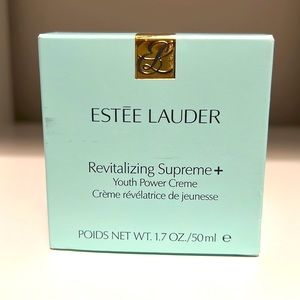 ESTĒE LAUDER
Revitalizing Supreme+
Youth Power Creme
Crème révélatrice de jeunesse
POIDS NET WT. 1.7 OZ./50 ml e